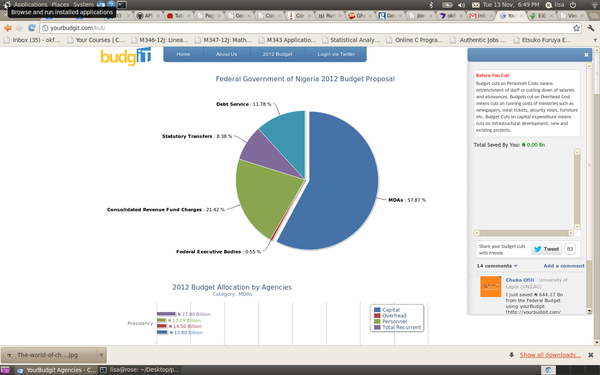 Applications Places System
Tue 13 Nov, 6:49 PM lisa
Browse and run installed applications
yourbudgit.com/kut/
Inbox (35) - okf... Your Courses | C... M346-12J: Linea... M347-12J: Math... M343 Applicatio... Statistical Analy... Online C Progra... Authentic Jobs ... Etsuko Furuya E...
budgIT
Home About Us 2012 Budget Login via Twitter
Federal Government of Nigeria 2012 Budget Proposal
Debt Service : 11.78 %
Statutory Transfers : 8.38 %
MDAs : 57.87 %
Consolidated Revenue Fund Charges : 21.42 %
Federal Executive Bodies : 0.55 %
2012 Budget Allocation by Agencies
Category: MDAs
Presidency
₦ 27.80 Billion
₦ 13.29 Billion
₦ 14.50 Billion
₦ 15.80 Billion
Capital
Overhead
Personnel
Total Recurrent
Before You Cut!
Budget cuts on Personnel Costs means
retrenchment of staff or cutting down of salaries
and allowances. Budgets cut on Overhead Cost
means cuts on running costs of ministries such as
newspapers, meal tickets, security votes, furniture
etc. Budget Cuts on capital expenditure means
cuts on infrastructural development, new and
existing projects.
Total Saved By You: ₦ 0.00 Bn
Share your budget cuts
with friends
Tweet 83
14 comments Add a comment
Chuka Ofili · University of
Lagos (UNILAG)
I just saved ₦ 644.17 Bn
from the Federal Budget
using yourBudgit
[http://yourbudgit.com/
The-world-of-ch....jpg
Show all downloads...
YourBudgit Agencies - C...
lisa@rose: ~/Desktop/p...